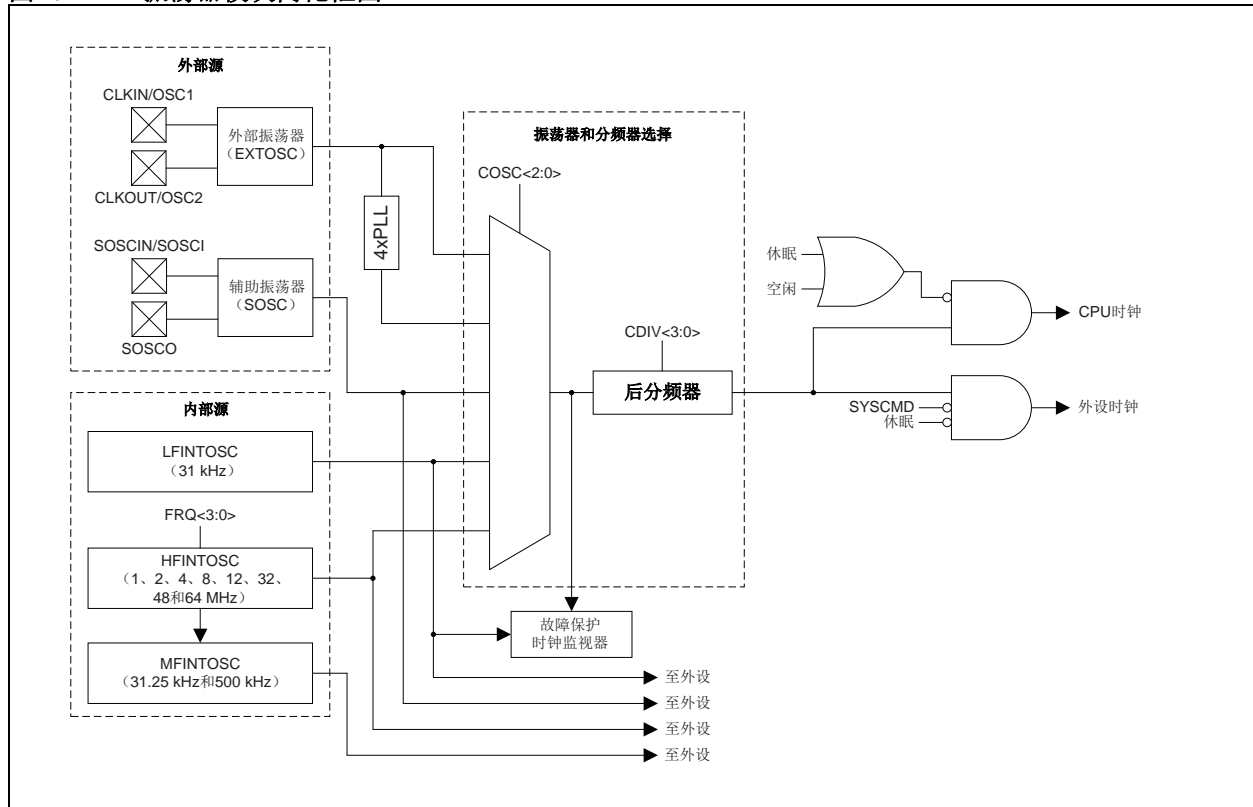 外部源
CLKIN/OSC1
外部振荡器
（EXTOSC）
CLKOUT/OSC2
SOSCIN/SOSCI
辅助振荡器
（SOSC）
SOSCO
4xPLL
内部源
LFINTOSC
（31 kHz）
FRQ<3:0>
HFINTOSC
（1、2、4、8、12、32、
48和64 MHz）
MFINTOSC
（31.25 kHz和500 kHz）
振荡器和分频器选择
COSC<2:0>
CDIV<3:0>
后分频器
故障保护
时钟监视器
休眠
空闲
CPU时钟
SYSCMD
休眠
外设时钟
至外设
至外设
至外设
至外设